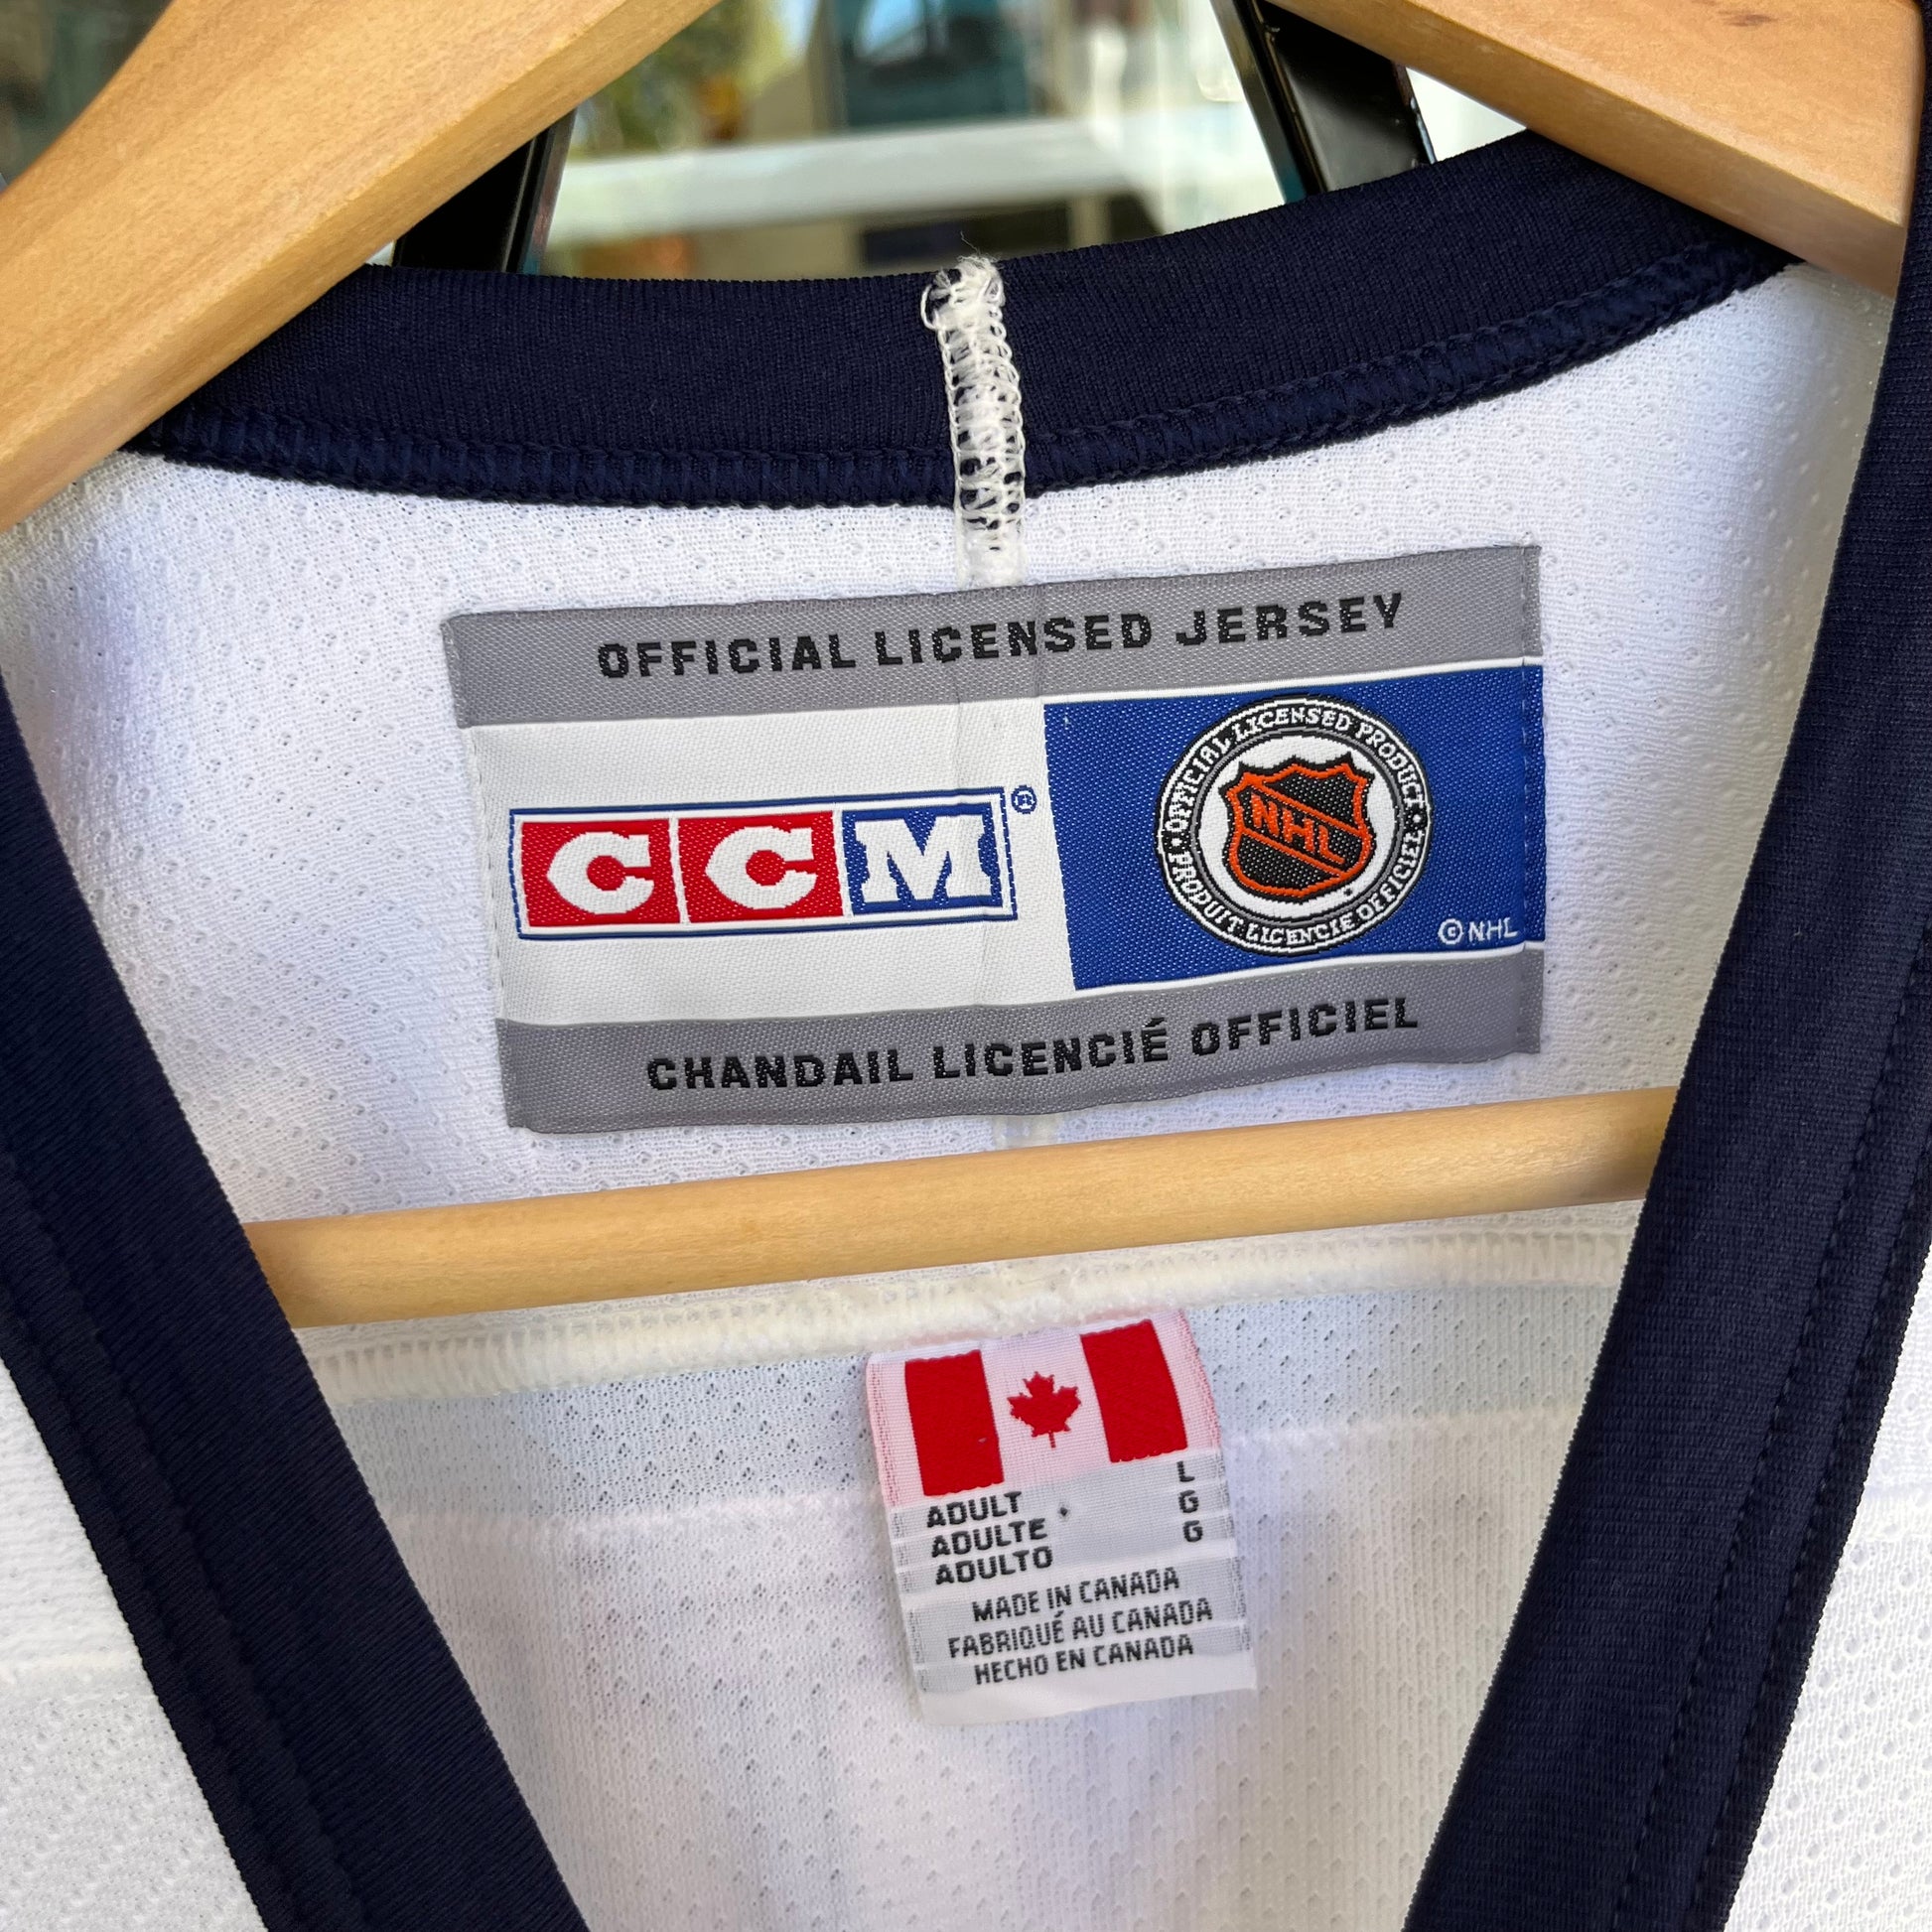 OFFICIAL LICENSED JERSEY
CCM®
OFFICIAL LICENSED PRODUCT •
NHL
PRODUIT LICENCIE OFFICIEL •
© NHL
CHANDAIL LICENCIÉ OFFICIEL
ADULT L
ADULTE G
ADULTO G
MADE IN CANADA
FABRIQUÉ AU CANADA
HECHO EN CANADA